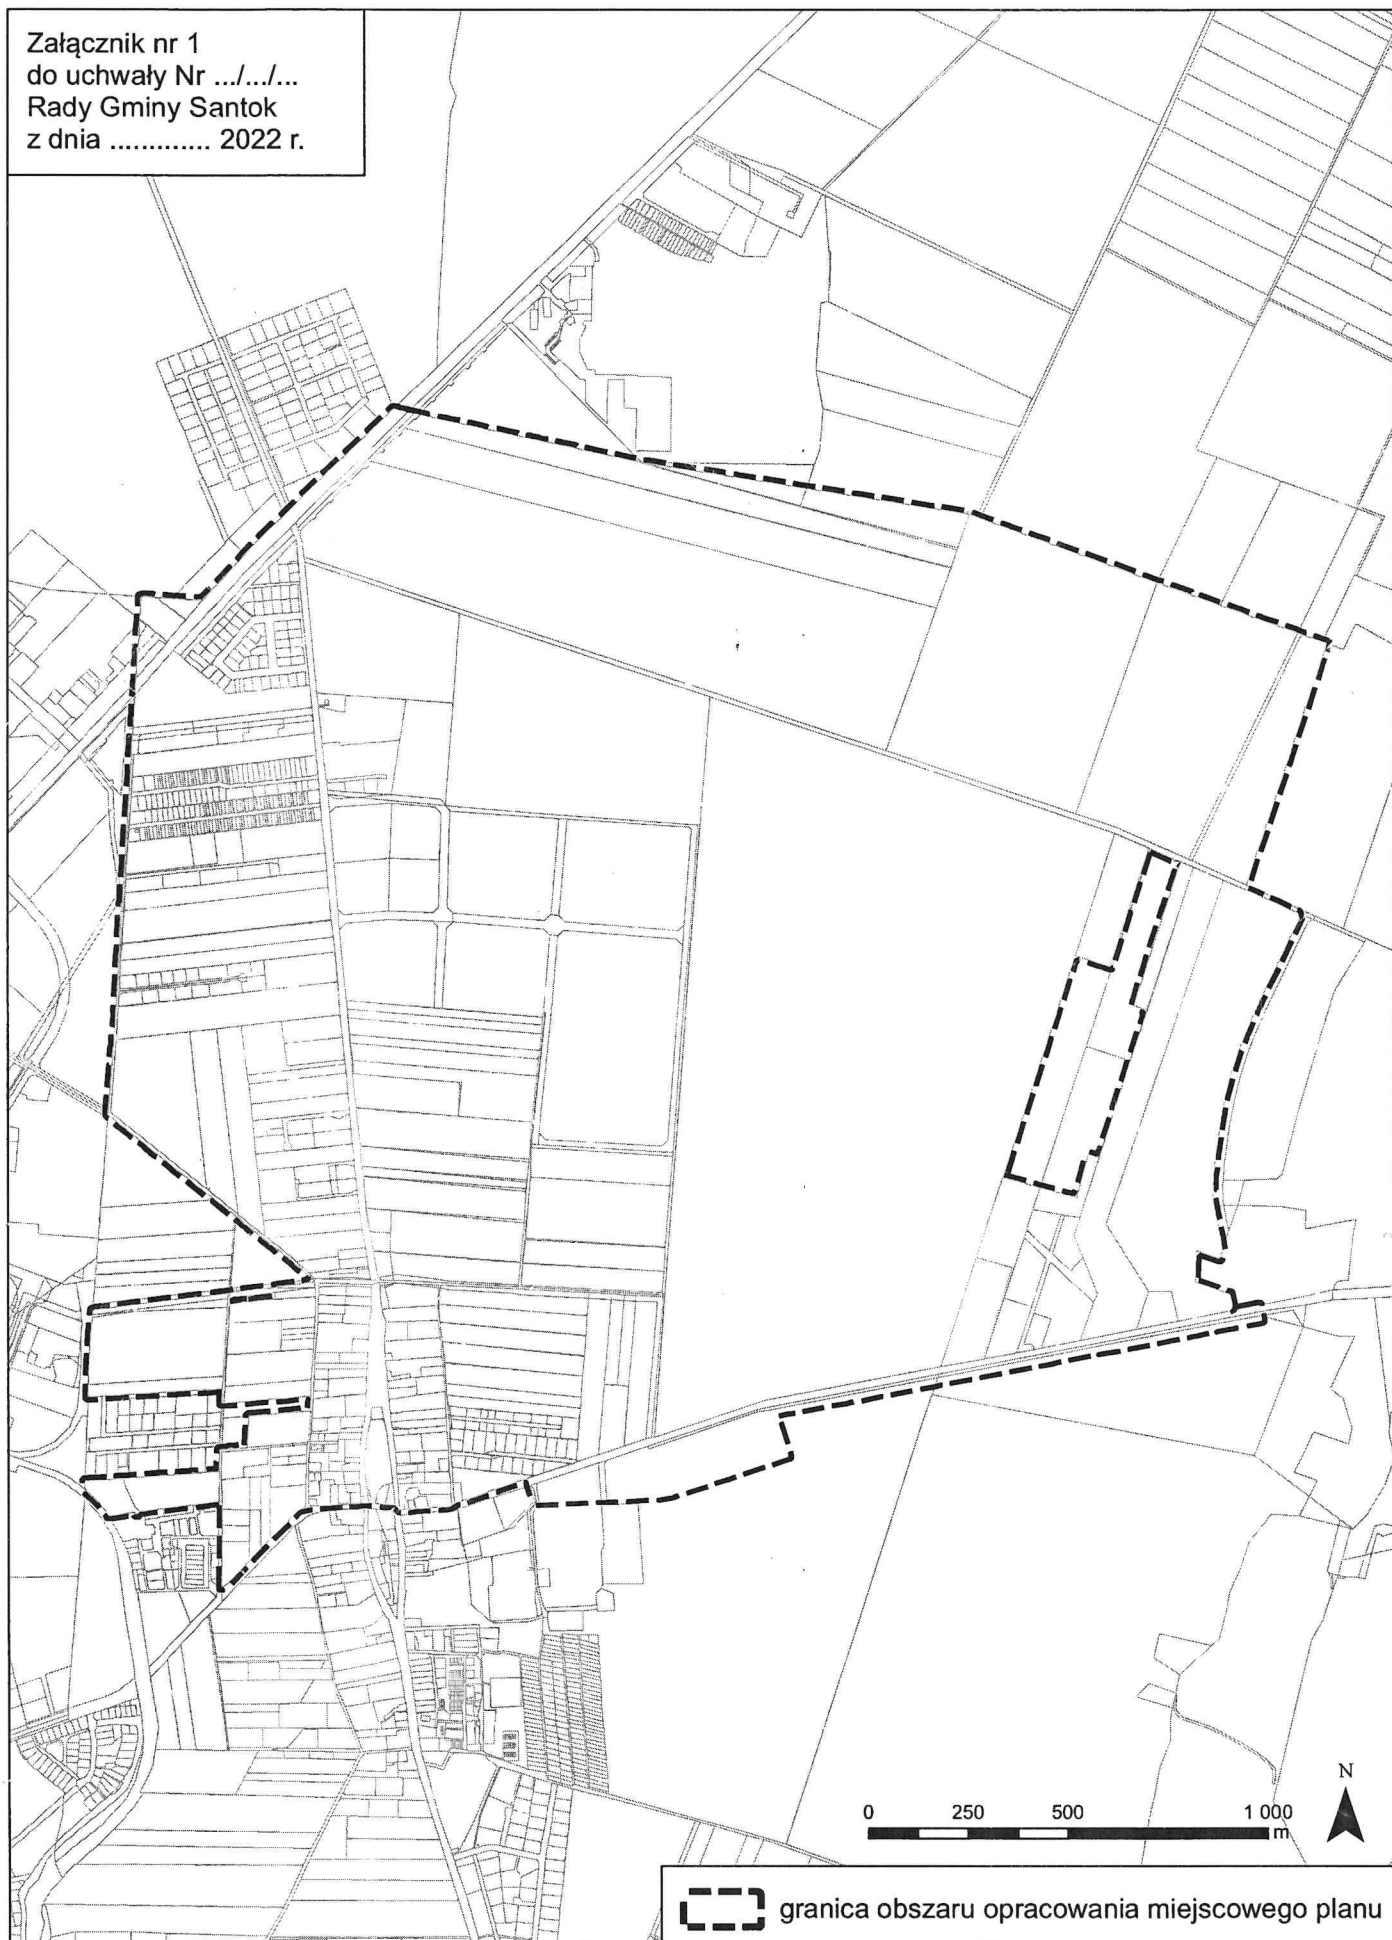 Załącznik nr 1
do uchwały Nr .../.../...
Rady Gminy Santok
z dnia ............. 2022 r.
N
0 250 500 1 000
m
granica obszaru opracowania miejscowego planu